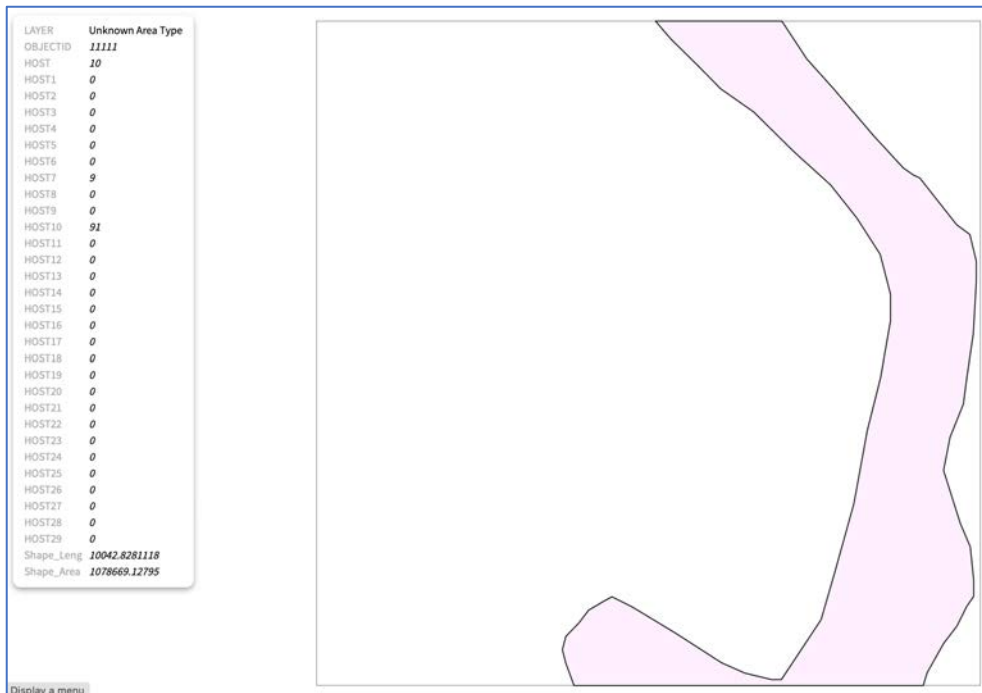 LAYER Unknown Area Type
OBJECTID 11111
HOST 10
HOST1 0
HOST2 0
HOST3 0
HOST4 0
HOST5 0
HOST6 0
HOST7 9
HOST8 0
HOST9 0
HOST10 91
HOST11 0
HOST12 0
HOST13 0
HOST14 0
HOST15 0
HOST16 0
HOST17 0
HOST18 0
HOST19 0
HOST20 0
HOST21 0
HOST22 0
HOST23 0
HOST24 0
HOST25 0
HOST26 0
HOST27 0
HOST28 0
HOST29 0
Shape_Leng 10042.8281118
Shape_Area 1078669.12795
Display a menu